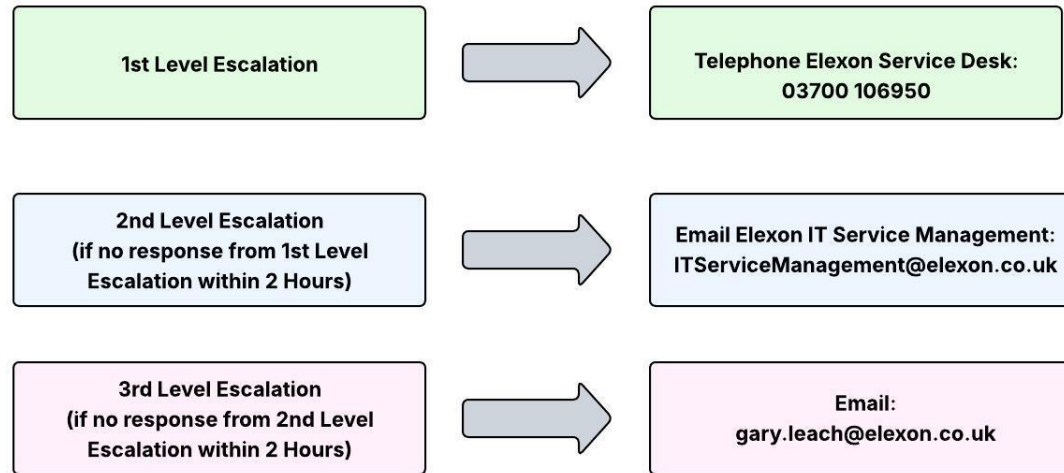 1st Level Escalation
Telephone Elexon Service Desk:
03700 106950
2nd Level Escalation
(if no response from 1st Level
Escalation within 2 Hours)
Email Elexon IT Service Management:
ITServiceManagement@elexon.co.uk
3rd Level Escalation
(if no response from 2nd Level
Escalation within 2 Hours)
Email:
gary.leach@elexon.co.uk